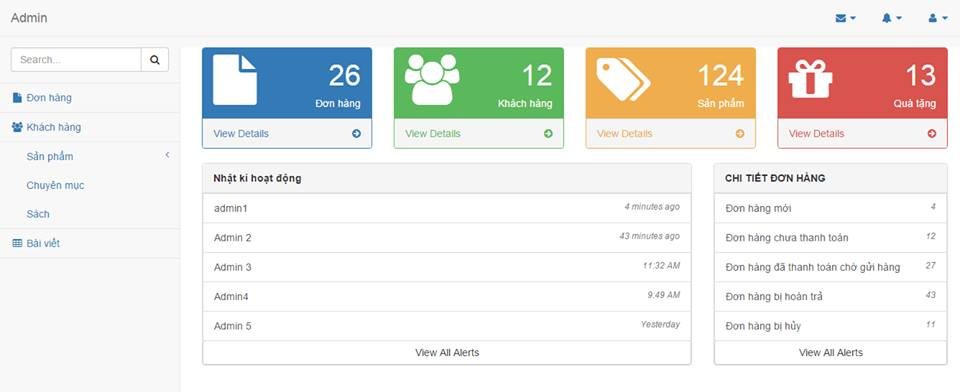 Admin
Search...
Đơn hàng
Khách hàng
Sản phẩm
Chuyên mục
Sách
Bài viết
26
Đơn hàng
View Details
12
Khách hàng
View Details
124
Sản phẩm
View Details
13
Quà tặng
View Details
Nhật kí hoạt động
admin1 4 minutes ago
Admin 2 43 minutes ago
Admin 3 11:32 AM
Admin4 9:49 AM
Admin 5 Yesterday
View All Alerts
CHI TIẾT ĐƠN HÀNG
Đơn hàng mới 4
Đơn hàng chưa thanh toán 12
Đơn hàng đã thanh toán chờ gửi hàng 27
Đơn hàng bị hoàn trả 43
Đơn hàng bị hủy 11
View All Alerts